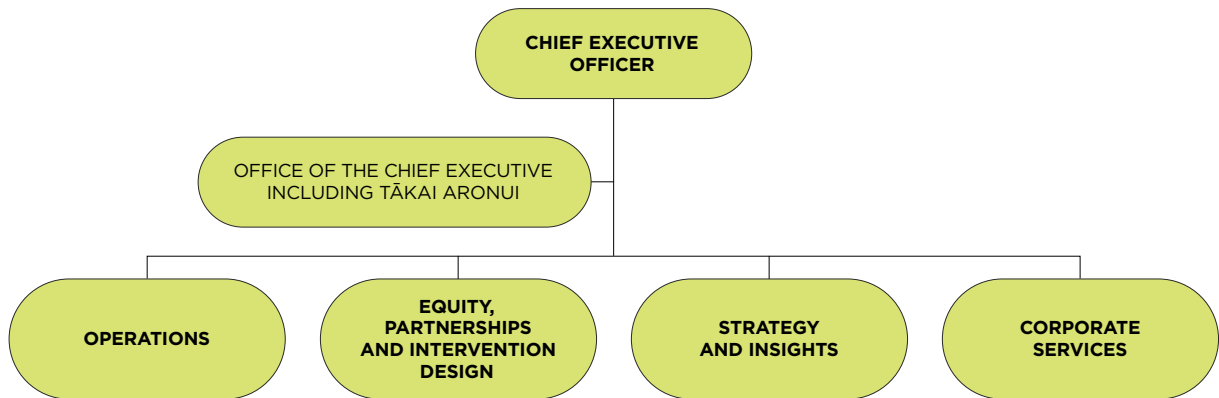 CHIEF EXECUTIVE
OFFICER
OFFICE OF THE CHIEF EXECUTIVE
INCLUDING TĀKAI ARONUI
OPERATIONS
EQUITY,
PARTNERSHIPS
AND INTERVENTION
DESIGN
STRATEGY
AND INSIGHTS
CORPORATE
SERVICES